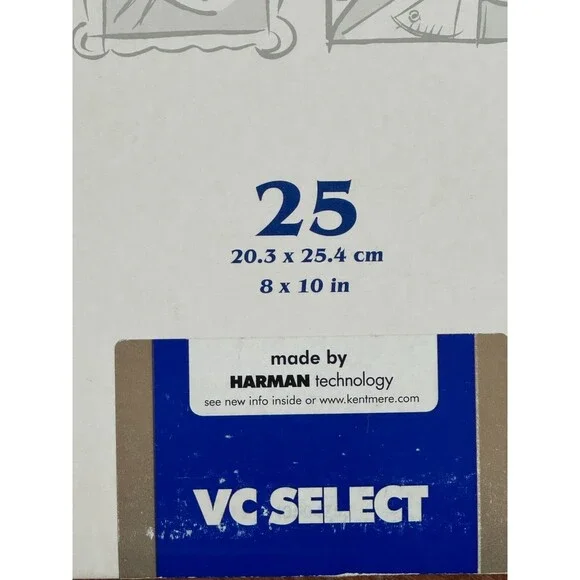 25
20.3 x 25.4 cm
8 x 10 in
made by
HARMAN technology
see new info inside or www.kentmere.com
VC SELECT